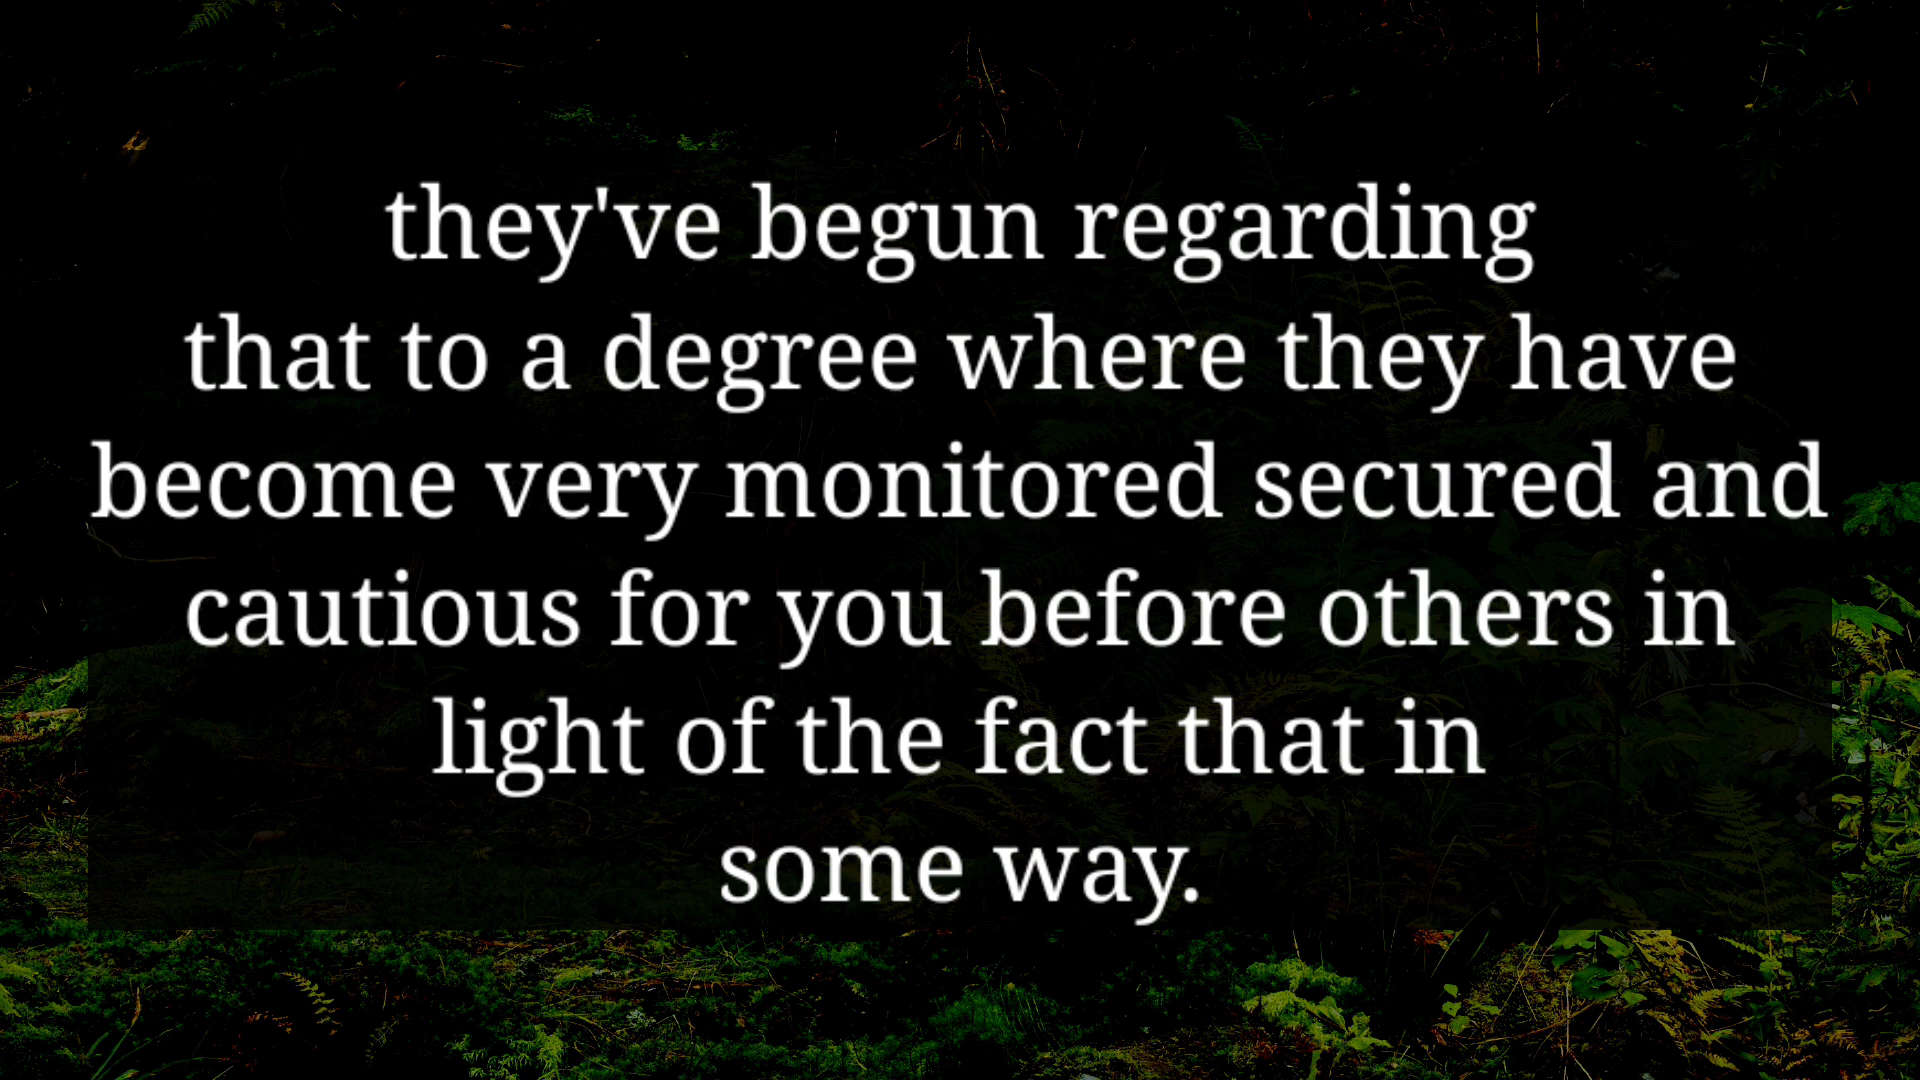 they've begun regarding
that to a degree where they have
become very monitored secured and
cautious for you before others in
light of the fact that in
some way.